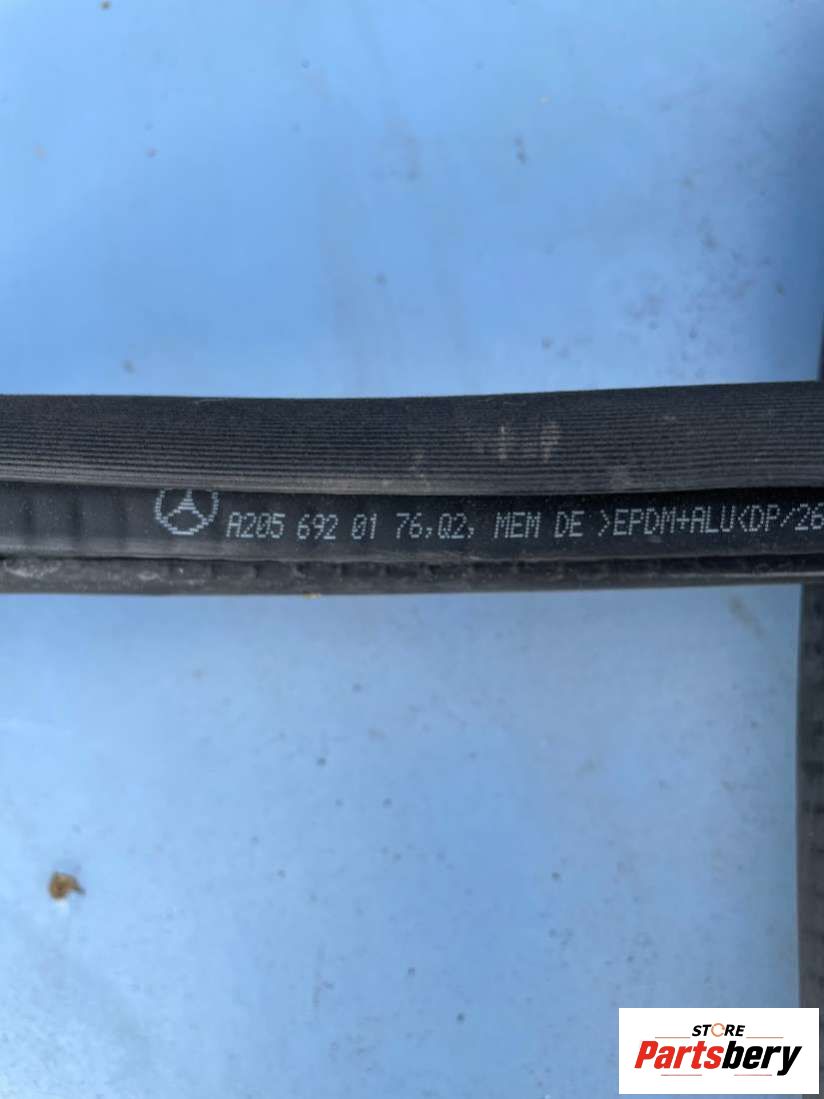 A205 692 01 76,Q2, MEM DE >EPDM+ALU<DP/26
STORE
Partsbery